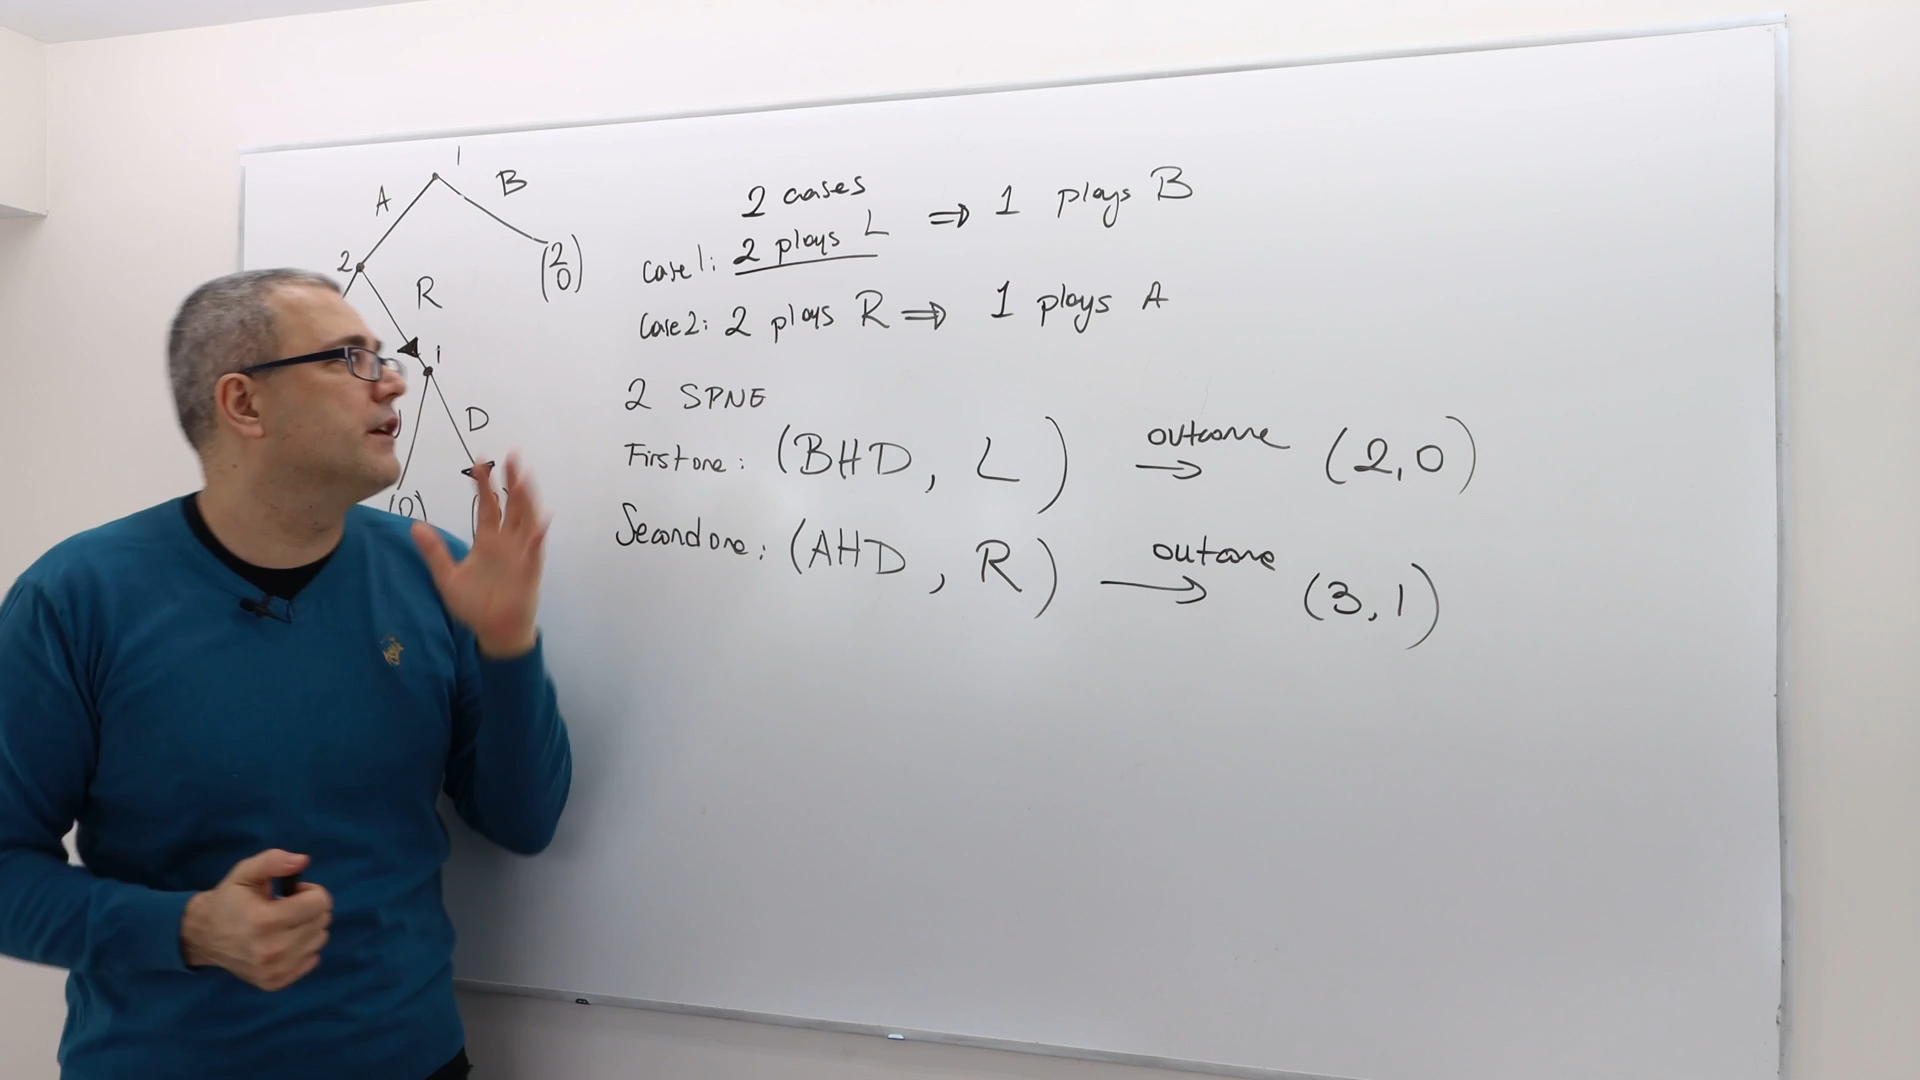 1
A B
2
R
(2
0)
1
D
(0)
2 cases
Case 1: 2 plays L ⇒ 1 plays B
Case 2: 2 plays R ⇒ 1 plays A
2 SPNE
First one: (BHD, L) → outcome (2,0)
Second one: (AHD, R) → outcome (3,1)